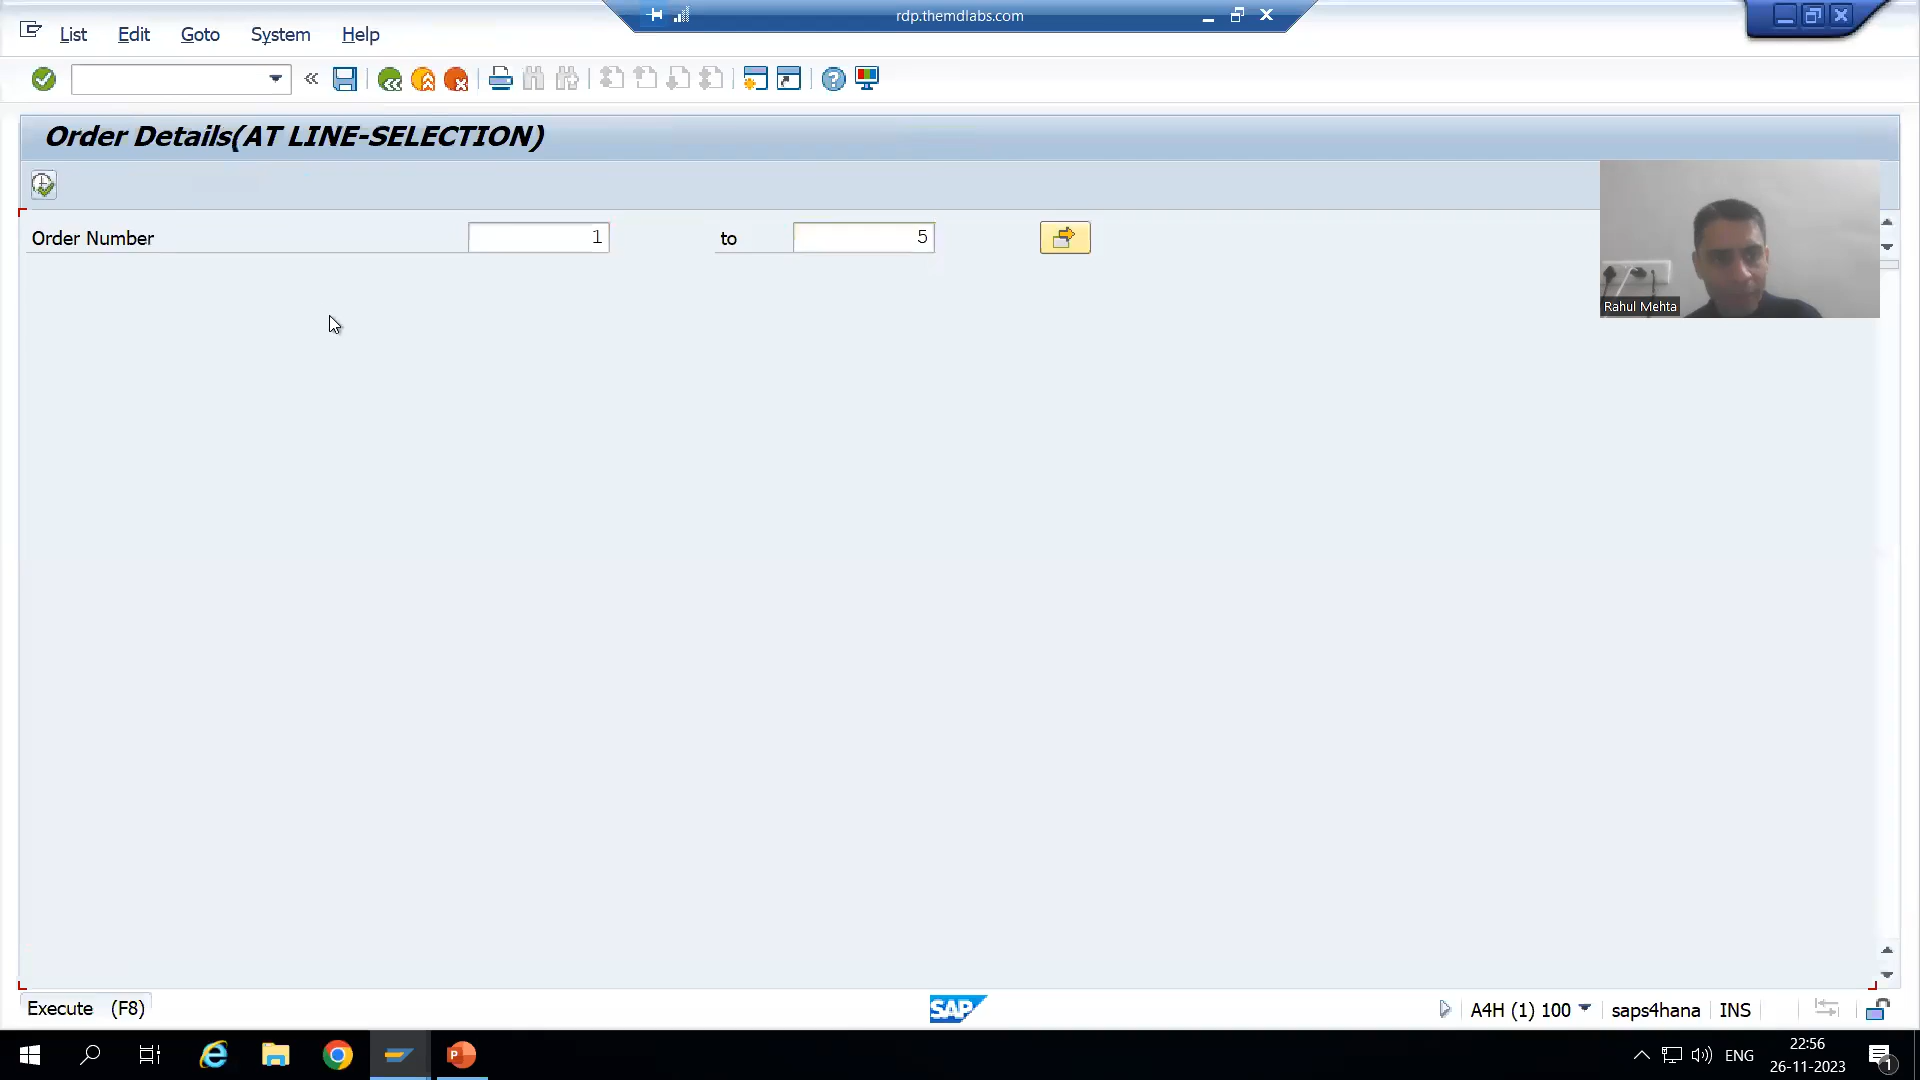 rdp.themdlabs.com
List Edit Goto System Help
Order Details(AT LINE-SELECTION)
Order Number 1 to 5
Rahul Mehta
Execute (F8)
SAP
A4H (1) 100 saps4hana INS
P
ENG
22:56
26-11-2023
1